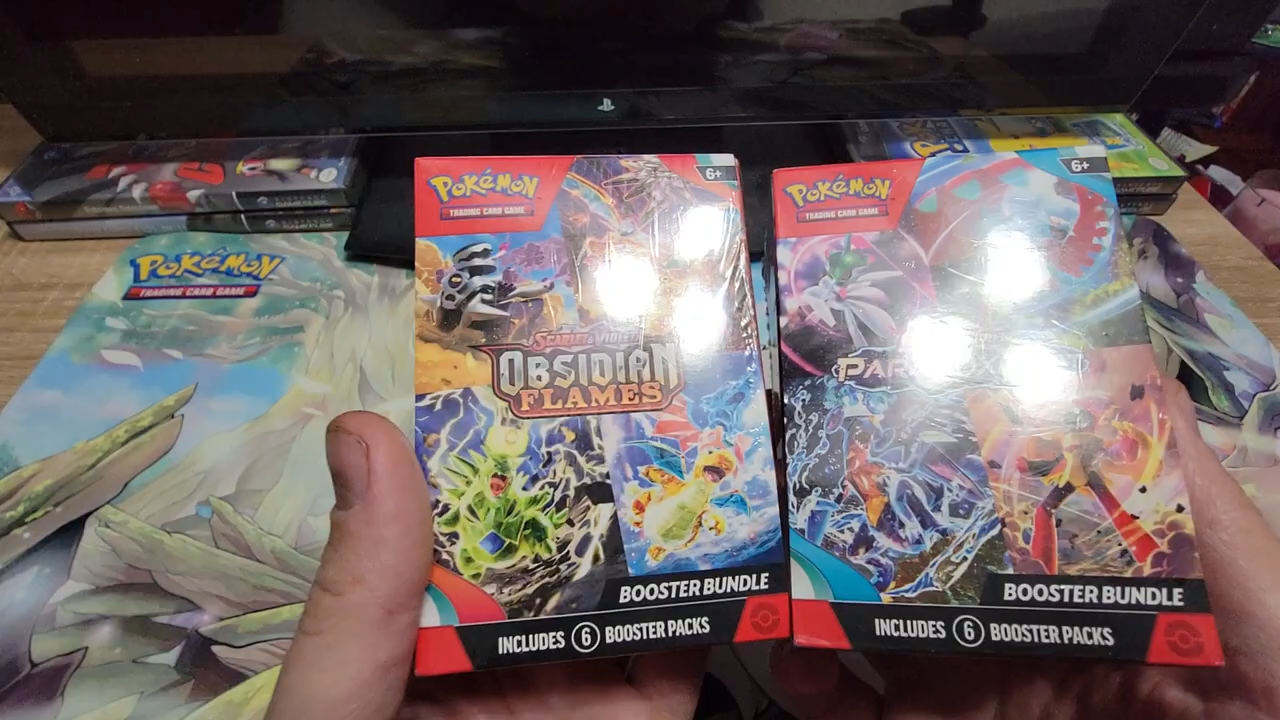 POKéMON
TRADING CARD GAME
POKéMON
TRADING CARD GAME
6+
SCARLET & VIOLET
OBSIDIAN
FLAMES
BOOSTER BUNDLE
INCLUDES 6 BOOSTER PACKS
POKéMON
TRADING CARD GAME
6+
BOOSTER BUNDLE
INCLUDES 6 BOOSTER PACKS